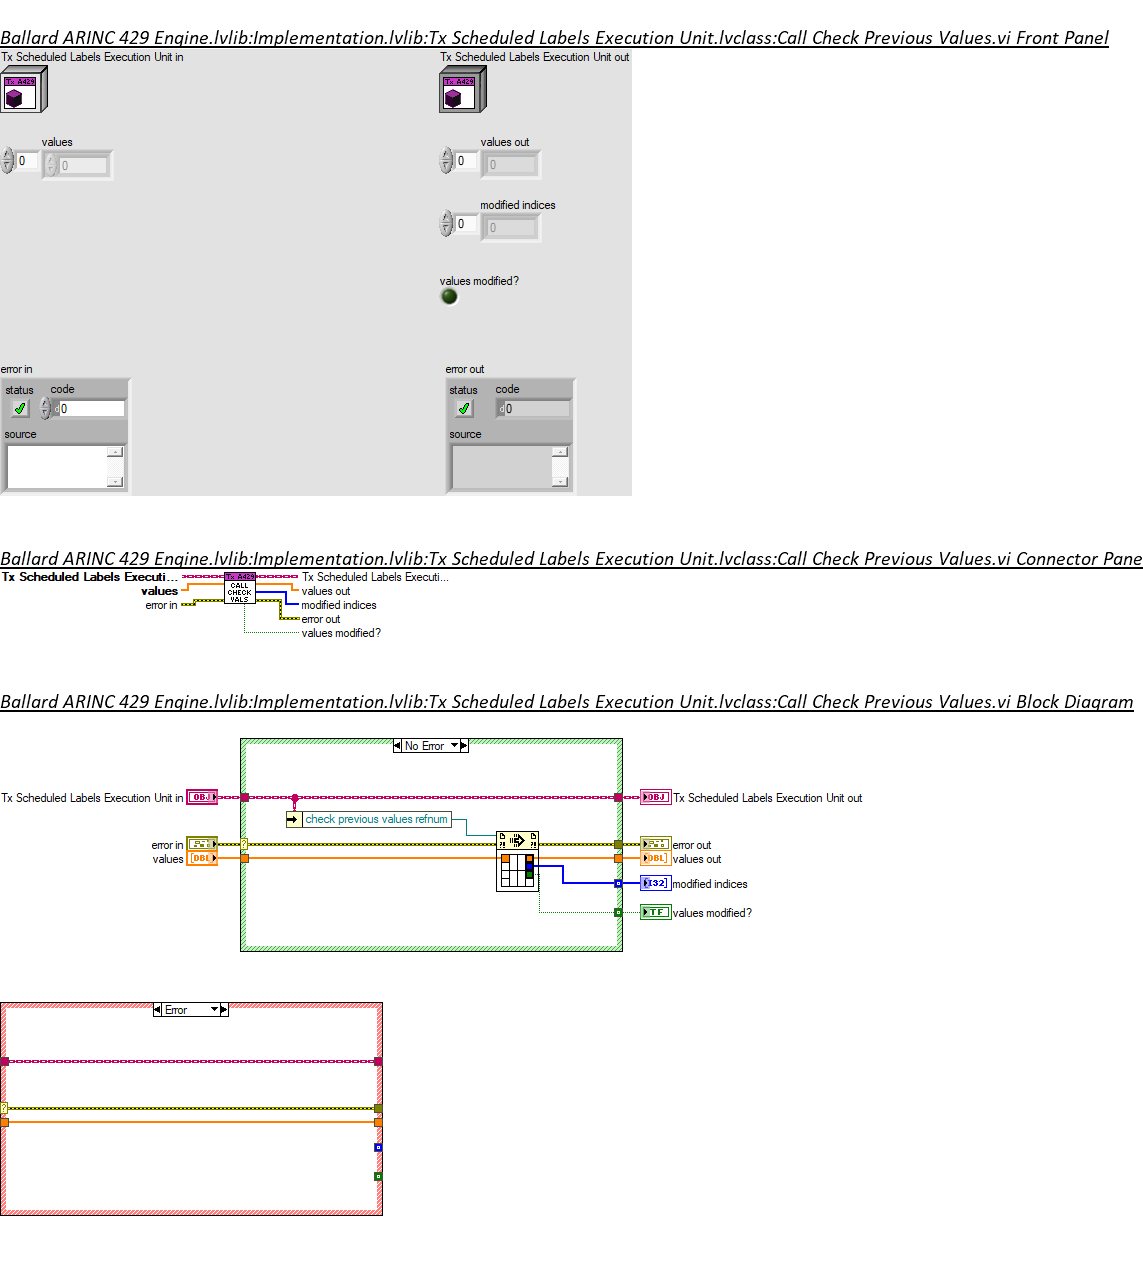 Ballard ARINC 429 Engine.lvlib:Implementation.lvlib:Tx Scheduled Labels Execution Unit.lvclass:Call Check Previous Values.vi Front Panel
Tx Scheduled Labels Execution Unit in
Tx Scheduled Labels Execution Unit out
Tx A429
Tx A429
values
values out
0
0
0
0
modified indices
0
0
values modified?
error in
error out
status
code
status
code
d0
d0
source
source
Ballard ARINC 429 Engine.lvlib:Implementation.lvlib:Tx Scheduled Labels Execution Unit.lvclass:Call Check Previous Values.vi Connector Pane
Tx Scheduled Labels Executi...
Tx A429
Tx Scheduled Labels Executi...
values
CALL
CHECK
VALS
values out
error in
modified indices
error out
values modified?
Ballard ARINC 429 Engine.lvlib:Implementation.lvlib:Tx Scheduled Labels Execution Unit.lvclass:Call Check Previous Values.vi Block Diagram
No Error
Tx Scheduled Labels Execution Unit in
OBJ
OBJ
Tx Scheduled Labels Execution Unit out
check previous values refnum
error in
?
?!
?!
error out
values
[DBL]
[DBL]
values out
[I32]
modified indices
TF
values modified?
Error
?